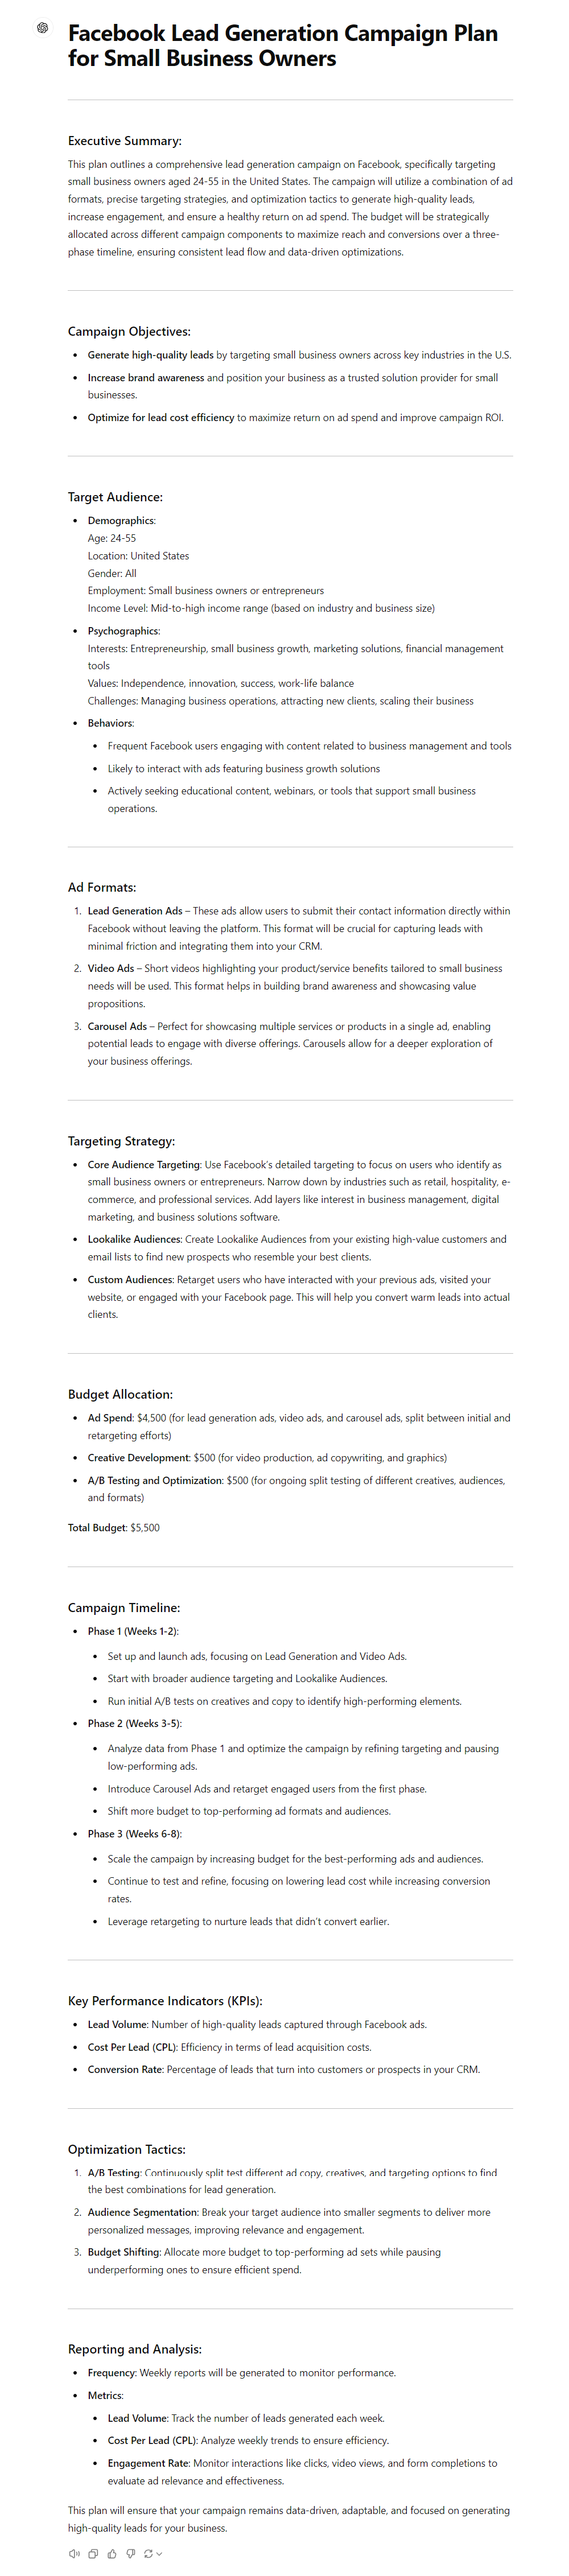 Facebook Lead Generation Campaign Plan
for Small Business Owners
Executive Summary:
This plan outlines a comprehensive lead generation campaign on Facebook, specifically targeting
small business owners aged 24-55 in the United States. The campaign will utilize a combination of ad
formats, precise targeting strategies, and optimization tactics to generate high-quality leads,
increase engagement, and ensure a healthy return on ad spend. The budget will be strategically
allocated across different campaign components to maximize reach and conversions over a three-
phase timeline, ensuring consistent lead flow and data-driven optimizations.
Campaign Objectives:
• Generate high-quality leads by targeting small business owners across key industries in the U.S.
• Increase brand awareness and position your business as a trusted solution provider for small
businesses.
• Optimize for lead cost efficiency to maximize return on ad spend and improve campaign ROI.
Target Audience:
• Demographics:
Age: 24-55
Location: United States
Gender: All
Employment: Small business owners or entrepreneurs
Income Level: Mid-to-high income range (based on industry and business size)
• Psychographics:
Interests: Entrepreneurship, small business growth, marketing solutions, financial management
tools
Values: Independence, innovation, success, work-life balance
Challenges: Managing business operations, attracting new clients, scaling their business
• Behaviors:
• Frequent Facebook users engaging with content related to business management and tools
• Likely to interact with ads featuring business growth solutions
• Actively seeking educational content, webinars, or tools that support small business
operations.
Ad Formats:
1. Lead Generation Ads – These ads allow users to submit their contact information directly within
Facebook without leaving the platform. This format will be crucial for capturing leads with
minimal friction and integrating them into your CRM.
2. Video Ads – Short videos highlighting your product/service benefits tailored to small business
needs will be used. This format helps in building brand awareness and showcasing value
propositions.
3. Carousel Ads – Perfect for showcasing multiple services or products in a single ad, enabling
potential leads to engage with diverse offerings. Carousels allow for a deeper exploration of
your business offerings.
Targeting Strategy:
• Core Audience Targeting: Use Facebook's detailed targeting to focus on users who identify as
small business owners or entrepreneurs. Narrow down by industries such as retail, hospitality, e-
commerce, and professional services. Add layers like interest in business management, digital
marketing, and business solutions software.
• Lookalike Audiences: Create Lookalike Audiences from your existing high-value customers and
email lists to find new prospects who resemble your best clients.
• Custom Audiences: Retarget users who have interacted with your previous ads, visited your
website, or engaged with your Facebook page. This will help you convert warm leads into actual
clients.
Budget Allocation:
• Ad Spend: $4,500 (for lead generation ads, video ads, and carousel ads, split between initial and
retargeting efforts)
• Creative Development: $500 (for video production, ad copywriting, and graphics)
• A/B Testing and Optimization: $500 (for ongoing split testing of different creatives, audiences,
and formats)
Total Budget: $5,500
Campaign Timeline:
• Phase 1 (Weeks 1-2):
• Set up and launch ads, focusing on Lead Generation and Video Ads.
• Start with broader audience targeting and Lookalike Audiences.
• Run initial A/B tests on creatives and copy to identify high-performing elements.
• Phase 2 (Weeks 3-5):
• Analyze data from Phase 1 and optimize the campaign by refining targeting and pausing
low-performing ads.
• Introduce Carousel Ads and retarget engaged users from the first phase.
• Shift more budget to top-performing ad formats and audiences.
• Phase 3 (Weeks 6-8):
• Scale the campaign by increasing budget for the best-performing ads and audiences.
• Continue to test and refine, focusing on lowering lead cost while increasing conversion
rates.
• Leverage retargeting to nurture leads that didn't convert earlier.
Key Performance Indicators (KPIs):
• Lead Volume: Number of high-quality leads captured through Facebook ads.
• Cost Per Lead (CPL): Efficiency in terms of lead acquisition costs.
• Conversion Rate: Percentage of leads that turn into customers or prospects in your CRM.
Optimization Tactics:
1. A/B Testing: Continuously split test different ad copy, creatives, and targeting options to find
the best combinations for lead generation.
2. Audience Segmentation: Break your target audience into smaller segments to deliver more
personalized messages, improving relevance and engagement.
3. Budget Shifting: Allocate more budget to top-performing ad sets while pausing
underperforming ones to ensure efficient spend.
Reporting and Analysis:
• Frequency: Weekly reports will be generated to monitor performance.
• Metrics:
• Lead Volume: Track the number of leads generated each week.
• Cost Per Lead (CPL): Analyze weekly trends to ensure efficiency.
• Engagement Rate: Monitor interactions like clicks, video views, and form completions to
evaluate ad relevance and effectiveness.
This plan will ensure that your campaign remains data-driven, adaptable, and focused on generating
high-quality leads for your business.